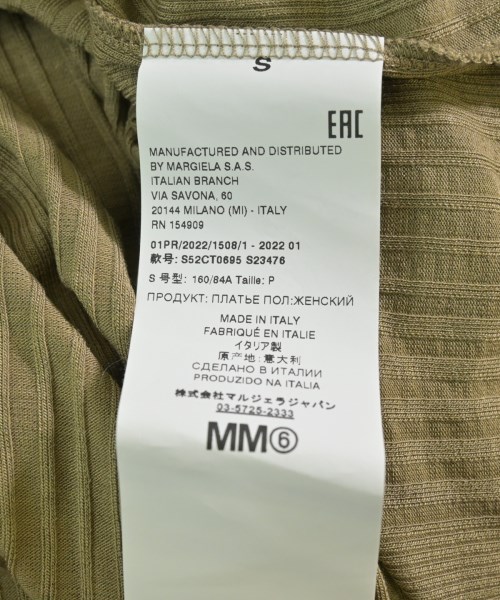 S
EAC
MANUFACTURED AND DISTRIBUTED
BY MARGIELA S.A.S.
ITALIAN BRANCH
VIA SAVONA, 60
20144 MILANO (MI) - ITALY
RN 154909
01PR/2022/1508/1 - 2022 01
款号: S52CT0695 S23476
S 号型: 160/84A Taille: P
ПРОДУКТ: ПЛАТЬЕ ПОЛ:ЖЕНСКИЙ
MADE IN ITALY
FABRIQUÉ EN ITALIE
イタリア製
原产地: 意大利
СДЕЛАНО В ИТАЛИИ
PRODUZIDO NA ITALIA
株式会社マルジェラジャパン
03-5725-2333
MM⑥